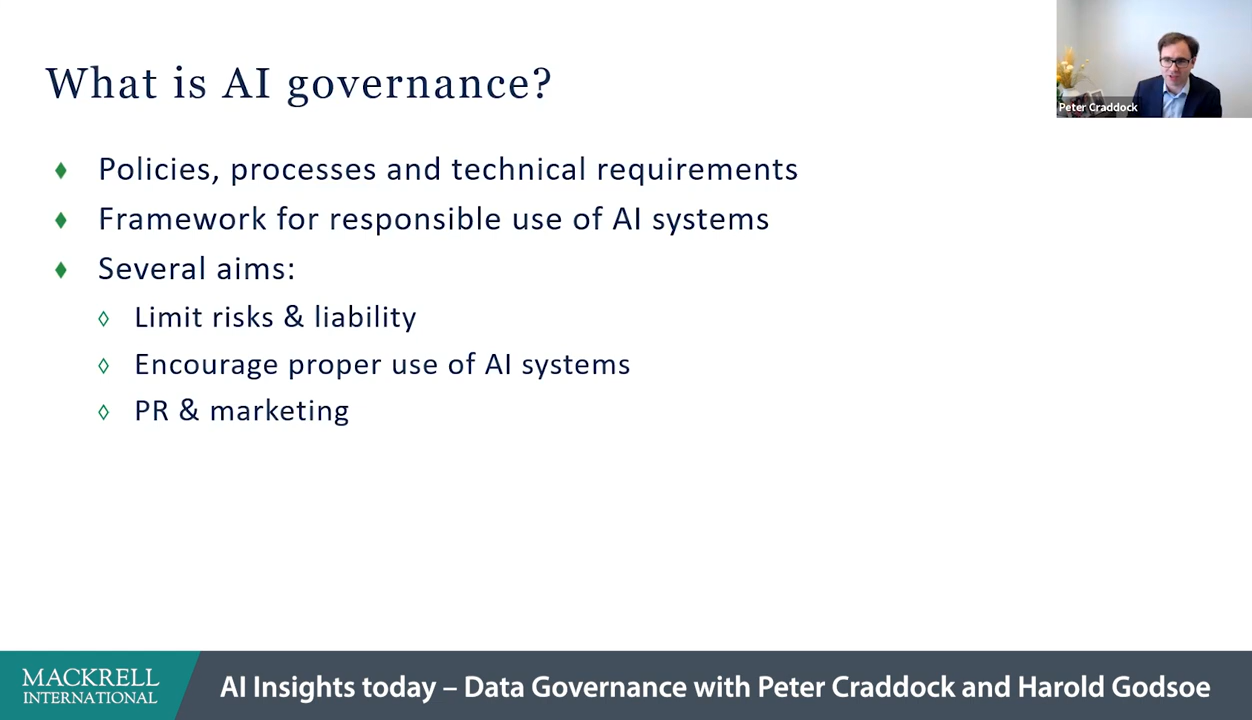 What is AI governance?
Peter Craddock
Policies, processes and technical requirements
Framework for responsible use of AI systems
Several aims:
Limit risks & liability
Encourage proper use of AI systems
PR & marketing
MACKRELL
INTERNATIONAL
AI Insights today – Data Governance with Peter Craddock and Harold Godsoe